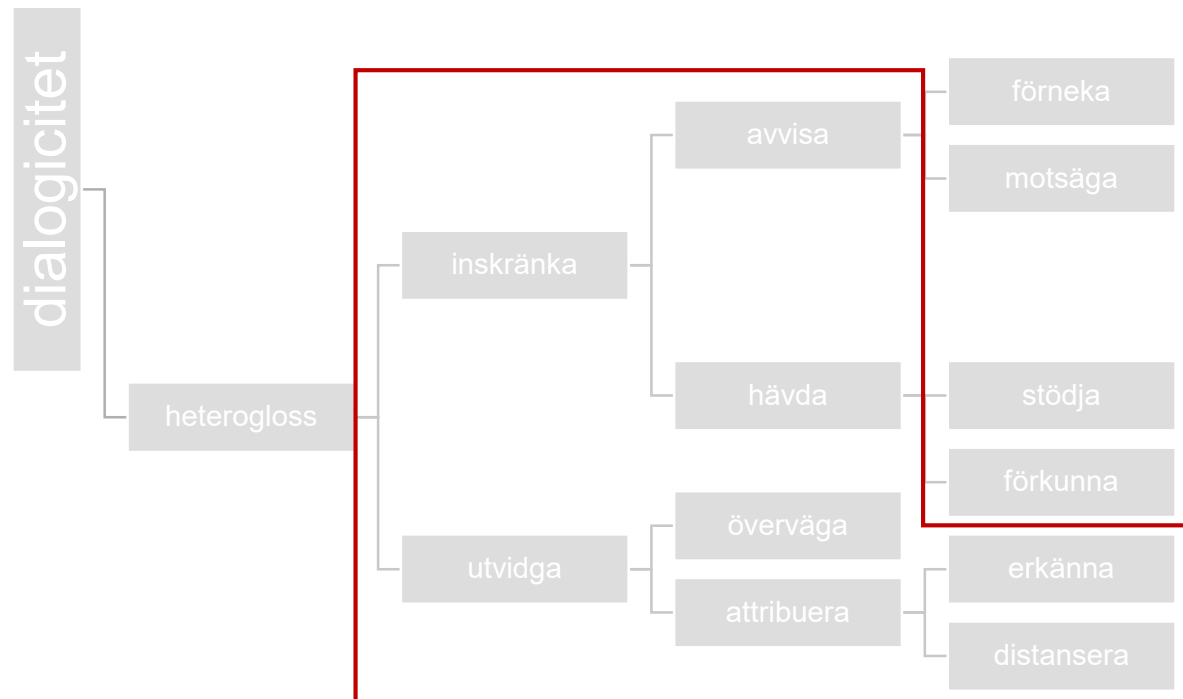 dialogicitet
heterogloss
inskränka
avvisa
förneka
motsäga
hävda
stödja
förkunna
utvidga
överväga
attribuera
erkänna
distansera